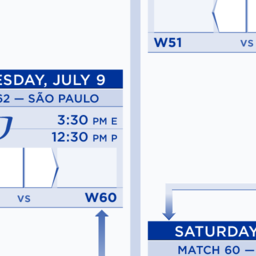 W51 VS
ESDAY, JULY 9
62 — SÃO PAULO
3:30 PM E
12:30 PM P
VS W60
SATURDAY
MATCH 60 —